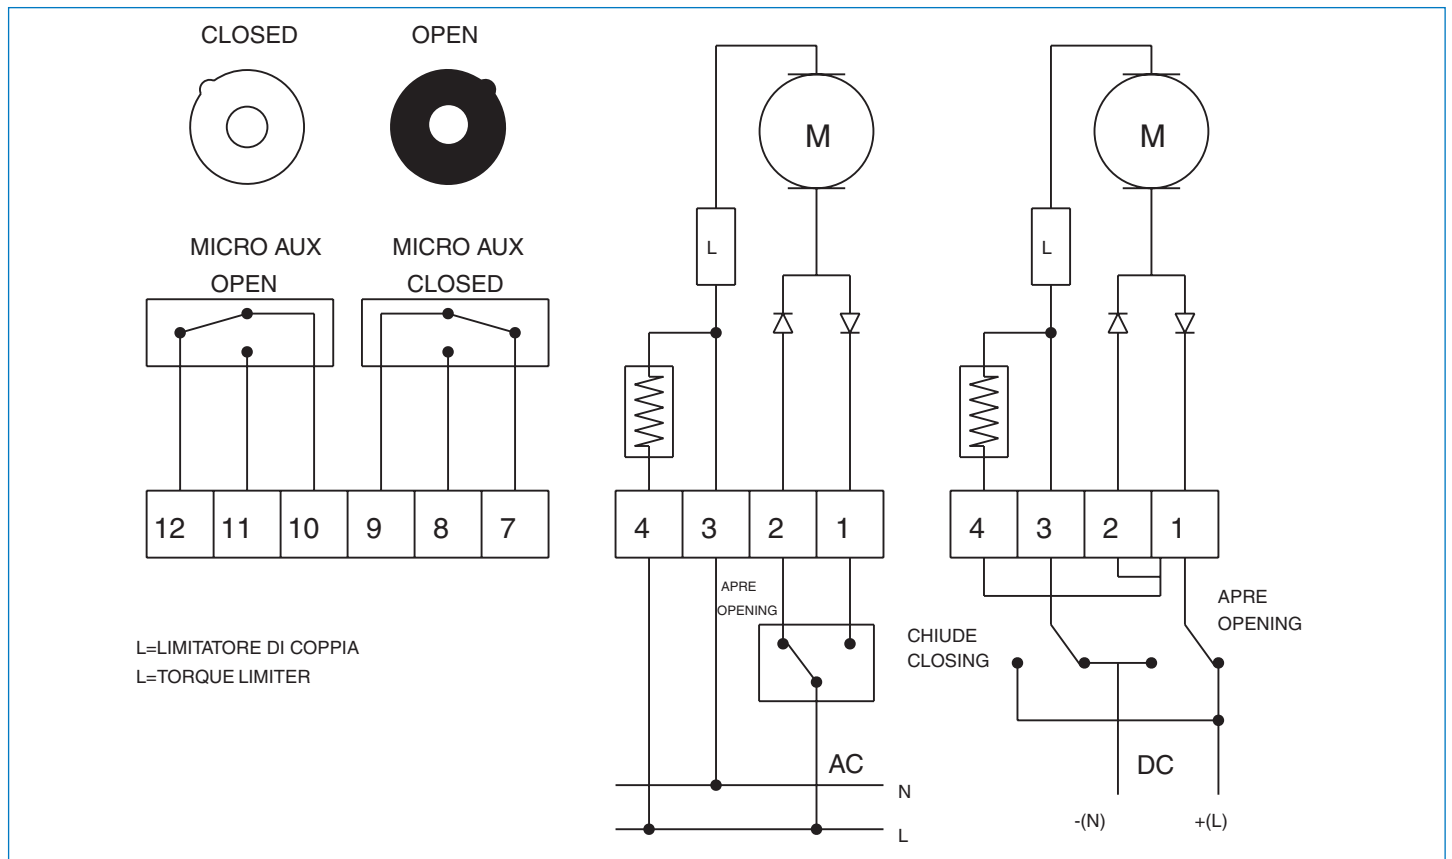 CLOSED
OPEN
MICRO AUX
OPEN
MICRO AUX
CLOSED
12 11 10 9 8 7
L=LIMITATORE DI COPPIA
L=TORQUE LIMITER
M
L
4 3 2 1
APRE
OPENING
AC
N
L
M
L
4 3 2 1
CHIUDE
CLOSING
APRE
OPENING
DC
-(N)
+(L)